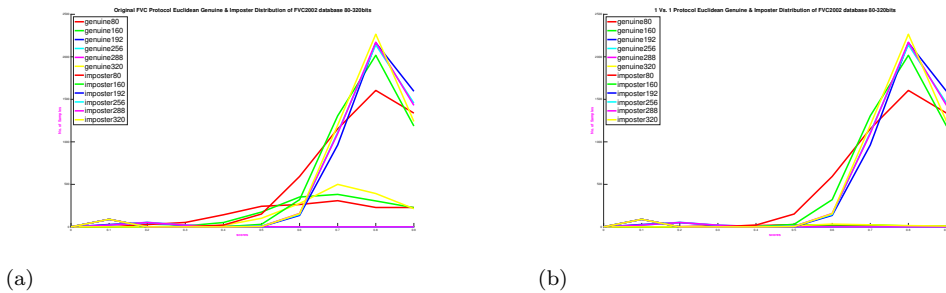 Original FVC Protocol Euclidean Genuine & Imposter Distribution of FVC2002 database 80-320bits
genuine80
genuine160
genuine192
genuine256
genuine288
genuine320
imposter80
imposter160
imposter192
imposter256
imposter288
imposter320
(a)
1 Vs. 1 Protocol Euclidean Genuine & Imposter Distribution of FVC2002 database 80-320bits
genuine80
genuine160
genuine192
genuine256
genuine288
genuine320
imposter80
imposter160
imposter192
imposter256
imposter288
imposter320
(b)